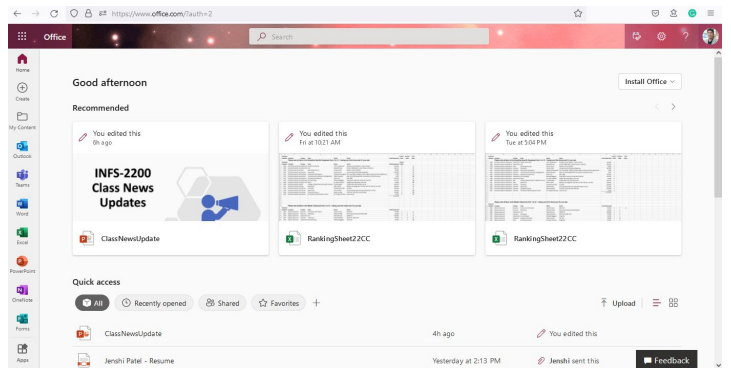 https://www.office.com/?auth=2
Office
Search
?
Home
Create
My Content
Outlook
Teams
Word
Excel
PowerPoint
OneNote
Forms
Apps
Good afternoon
Install Office
Recommended
You edited this
6h ago
INFS-2200
Class News
Updates
ClassNewsUpdate
You edited this
Fri at 10:21 AM
RankingSheet22CC
You edited this
Tue at 5:04 PM
RankingSheet22CC
Quick access
All
Recently opened
Shared
Favorites
Upload
ClassNewsUpdate
4h ago
You edited this
Jenshi Patel - Resume
Yesterday at 2:13 PM
Jenshi sent this
Feedback